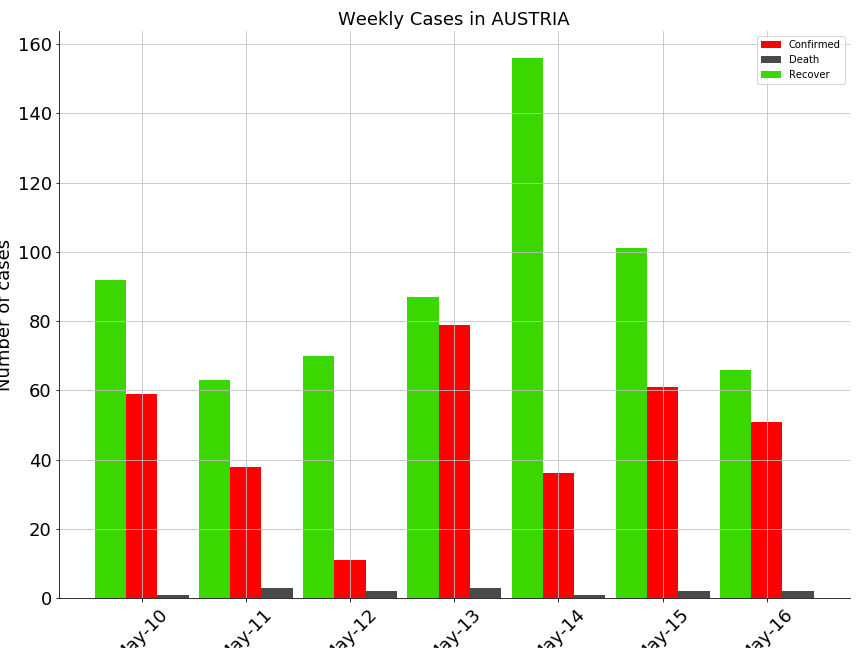 Weekly Cases in AUSTRIA
Confirmed
Death
Recover
Number of cases
160
140
120
100
80
60
40
20
0
May-10
May-11
May-12
May-13
May-14
May-15
May-16